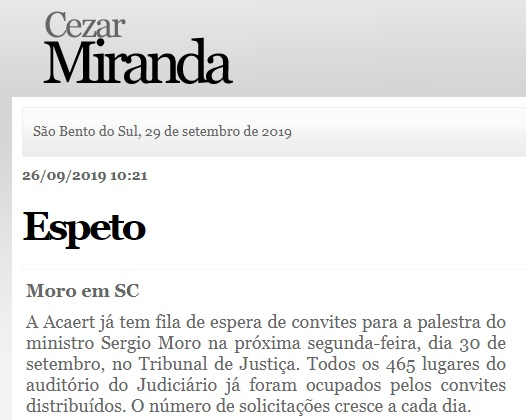 Cezar
Miranda
São Bento do Sul, 29 de setembro de 2019
26/09/2019 10:21
Espeto
Moro em SC
A Acaert já tem fila de espera de convites para a palestra do
ministro Sergio Moro na próxima segunda-feira, dia 30 de
setembro, no Tribunal de Justiça. Todos os 465 lugares do
auditório do Judiciário já foram ocupados pelos convites
distribuídos. O número de solicitações cresce a cada dia.